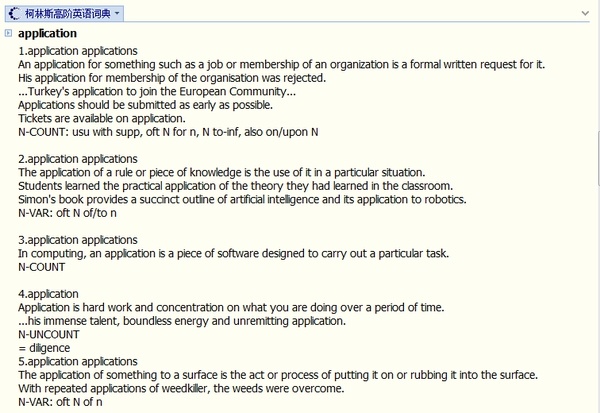 柯林斯高阶英语词典
application
1.application applications
An application for something such as a job or membership of an organization is a formal written request for it.
His application for membership of the organisation was rejected.
...Turkey's application to join the European Community...
Applications should be submitted as early as possible.
Tickets are available on application.
N-COUNT: usu with supp, oft N for n, N to-inf, also on/upon N
2.application applications
The application of a rule or piece of knowledge is the use of it in a particular situation.
Students learned the practical application of the theory they had learned in the classroom.
Simon's book provides a succinct outline of artificial intelligence and its application to robotics.
N-VAR: oft N of/to n
3.application applications
In computing, an application is a piece of software designed to carry out a particular task.
N-COUNT
4.application
Application is hard work and concentration on what you are doing over a period of time.
...his immense talent, boundless energy and unremitting application.
N-UNCOUNT
= diligence
5.application applications
The application of something to a surface is the act or process of putting it on or rubbing it into the surface.
With repeated applications of weedkiller, the weeds were overcome.
N-VAR: oft N of n